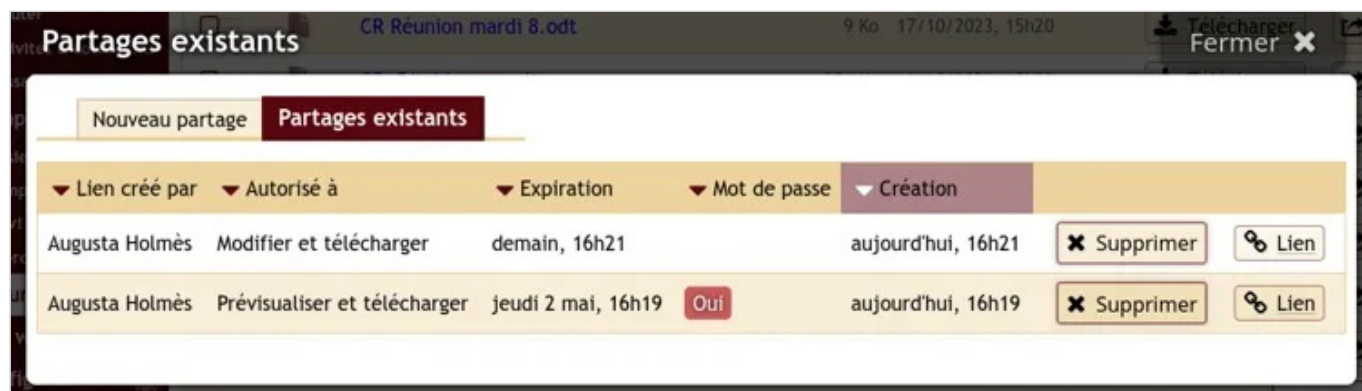 CR Réunion mardi 8.odt 9 Ko 17/10/2023, 15h20 Télécharger
Partages existants
Fermer
Nouveau partage Partages existants
Lien créé par Autorisé à Expiration Mot de passe Création
Augusta Holmès Modifier et télécharger demain, 16h21 aujourd'hui, 16h21 Supprimer Lien
Augusta Holmès Prévisualiser et télécharger jeudi 2 mai, 16h19 Oui aujourd'hui, 16h19 Supprimer Lien